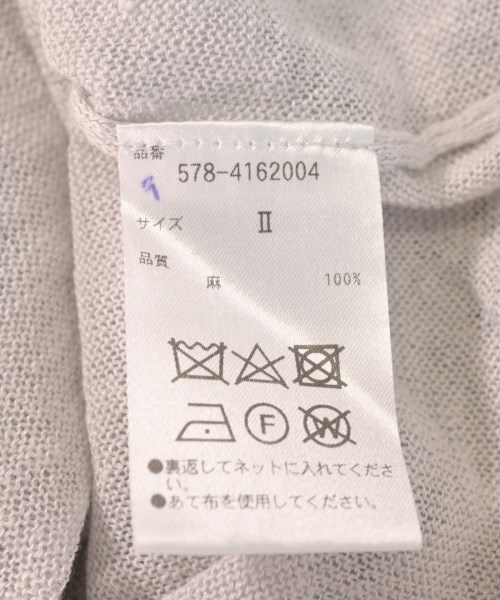 品番
578-4162004
9
サイズ II
品質
麻 100%
F
W
●裏返してネットに入れてくださ
い。
●あて布を使用してください。